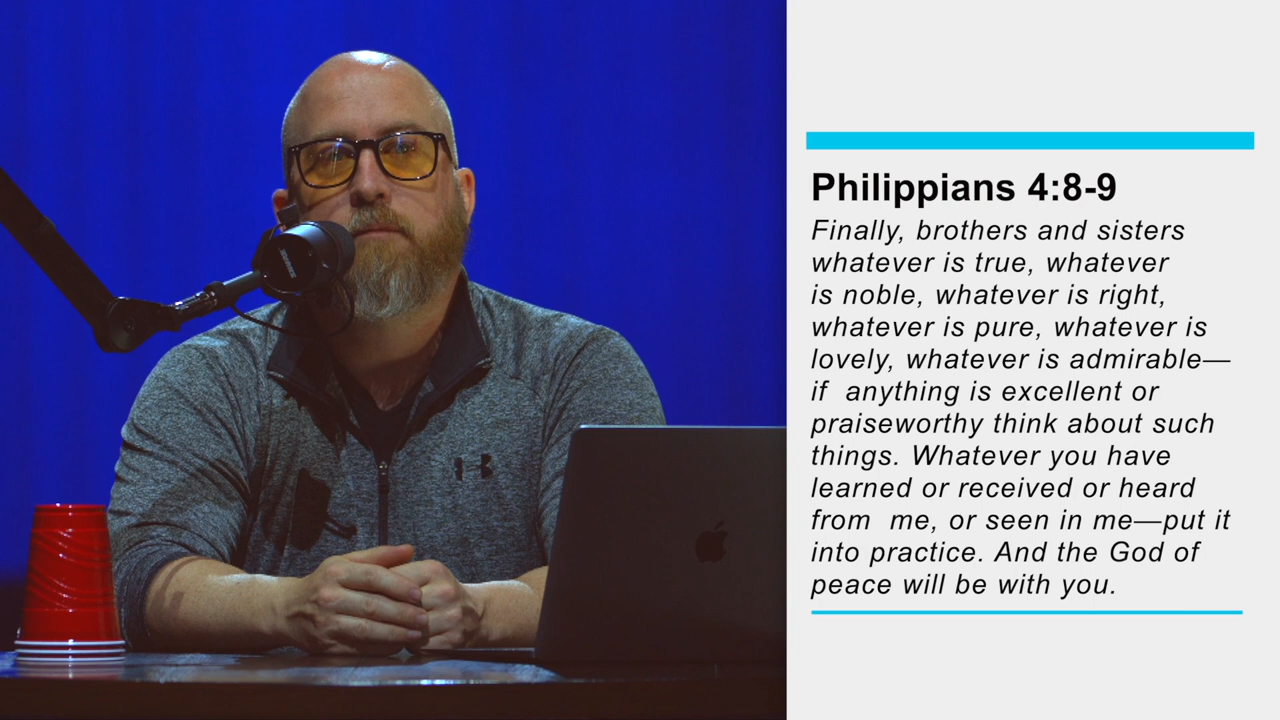 Philippians 4:8-9
Finally, brothers and sisters
whatever is true, whatever
is noble, whatever is right,
whatever is pure, whatever is
lovely, whatever is admirable—
if  anything is excellent or
praiseworthy think about such
things. Whatever you have
learned or received or heard
from  me, or seen in me—put it
into practice. And the God of
peace will be with you.